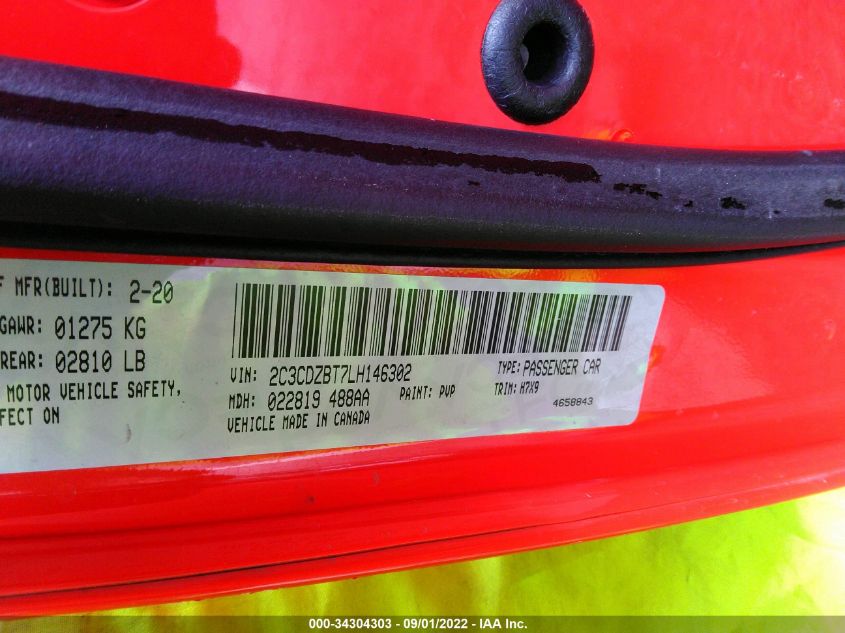 F MFR(BUILT): 2-20
GAWR: 01275 KG
REAR: 02810 LB
MOTOR VEHICLE SAFETY,
FECT ON
VIN: 2C3CDZBT7LH146302 TYPE: PASSENGER CAR
MDH: 022819 488AA PAINT: PVP TRIM: H7X9
VEHICLE MADE IN CANADA 4658843
000-34304303 - 09/01/2022 - IAA Inc.